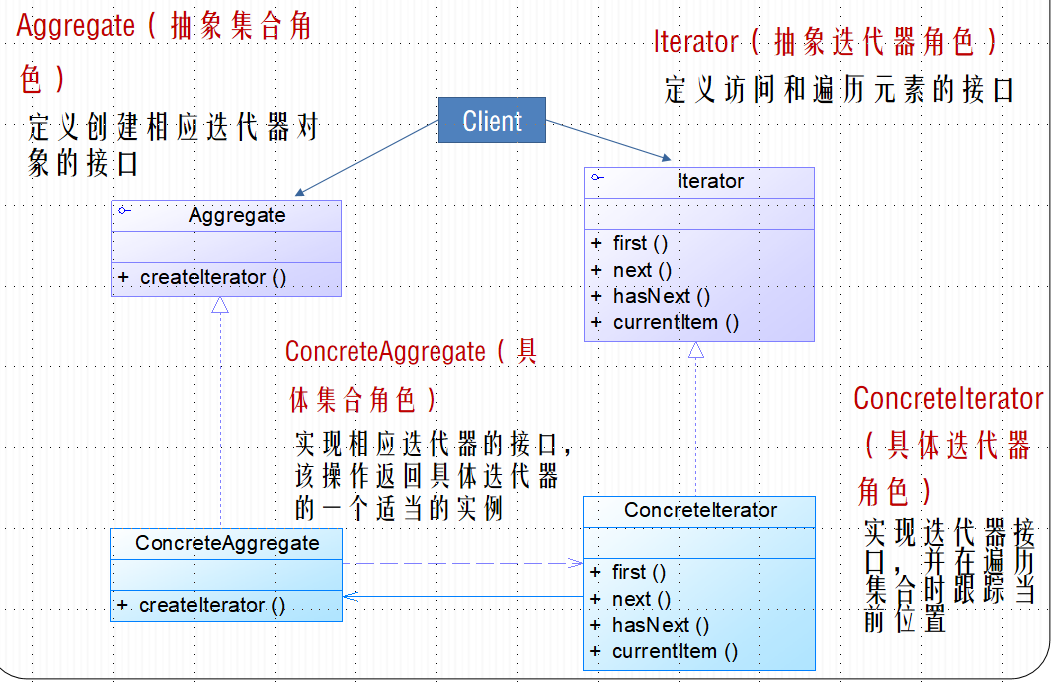 Aggregate（抽象集合角
色）
定义创建相应迭代器对
象的接口
Iterator（抽象迭代器角色）
定义访问和遍历元素的接口
Client
Aggregate
+ createIterator ()
Iterator
+ first ()
+ next ()
+ hasNext ()
+ currentItem ()
ConcreteAggregate（具
体集合角色）
实现相应迭代器的接口，
该操作返回具体迭代器
的一个适当的实例
ConcreteIterator
（具体迭代器
角色）
实现迭代器接
口，并在遍历
集合时跟踪当
前位置
ConcreteAggregate
+ createIterator ()
ConcreteIterator
+ first ()
+ next ()
+ hasNext ()
+ currentItem ()